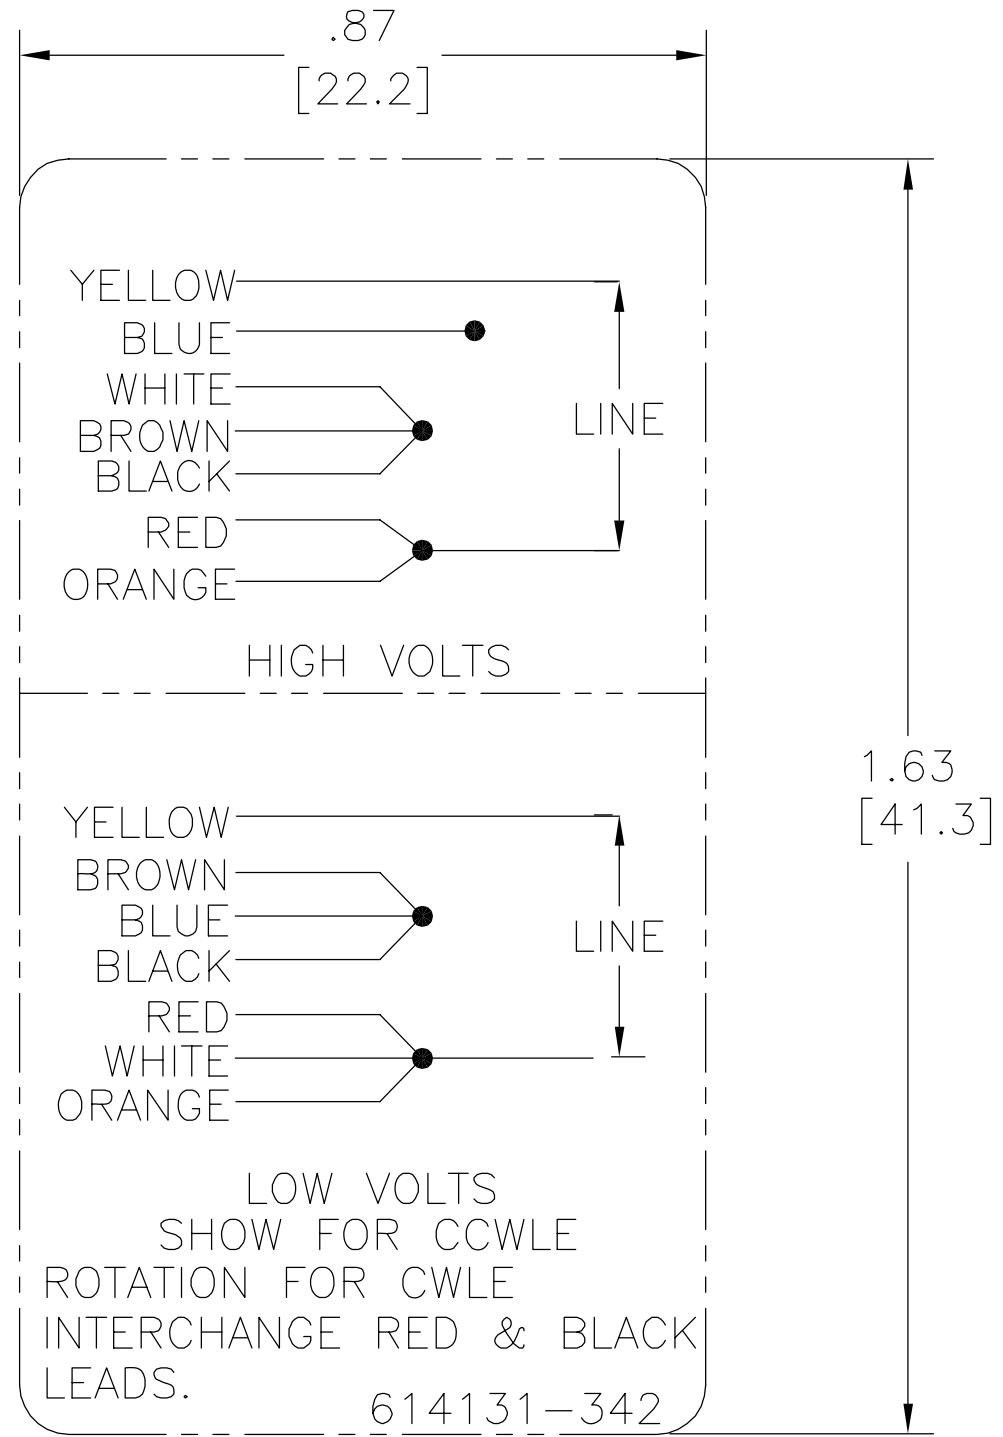 .87
[22.2]
YELLOW
BLUE
WHITE
LINE
BROWN
BLACK
RED
ORANGE
HIGH VOLTS
1.63
[41.3]
YELLOW
BROWN
BLUE
LINE
BLACK
RED
WHITE
ORANGE
LOW VOLTS
SHOW FOR CCWLE
ROTATION FOR CWLE
INTERCHANGE RED & BLACK
LEADS.
614131-342